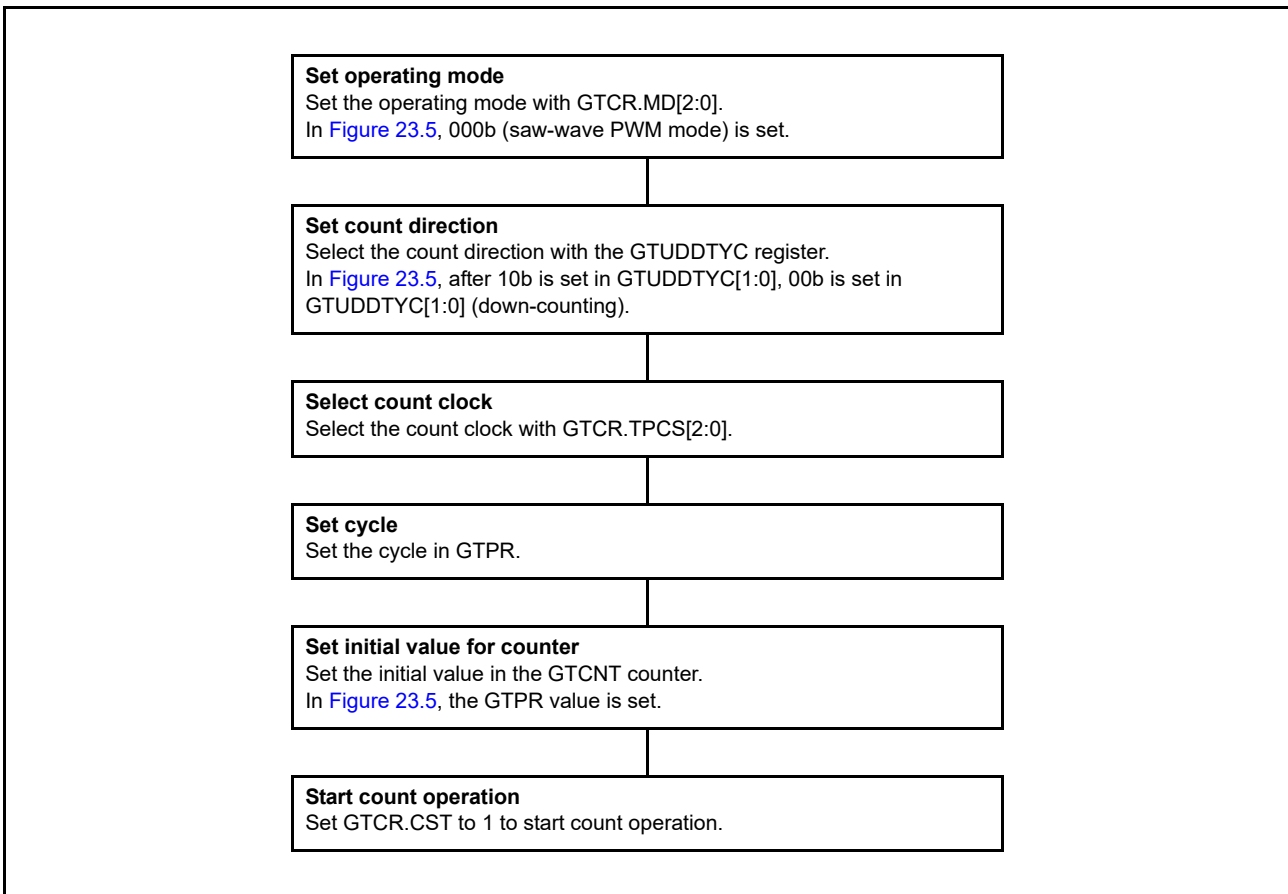 Set operating mode
Set the operating mode with GTCR.MD[2:0].
In Figure 23.5, 000b (saw-wave PWM mode) is set.
Set count direction
Select the count direction with the GTUDDTYC register.
In Figure 23.5, after 10b is set in GTUDDTYC[1:0], 00b is set in
GTUDDTYC[1:0] (down-counting).
Select count clock
Select the count clock with GTCR.TPCS[2:0].
Set cycle
Set the cycle in GTPR.
Set initial value for counter
Set the initial value in the GTCNT counter.
In Figure 23.5, the GTPR value is set.
Start count operation
Set GTCR.CST to 1 to start count operation.